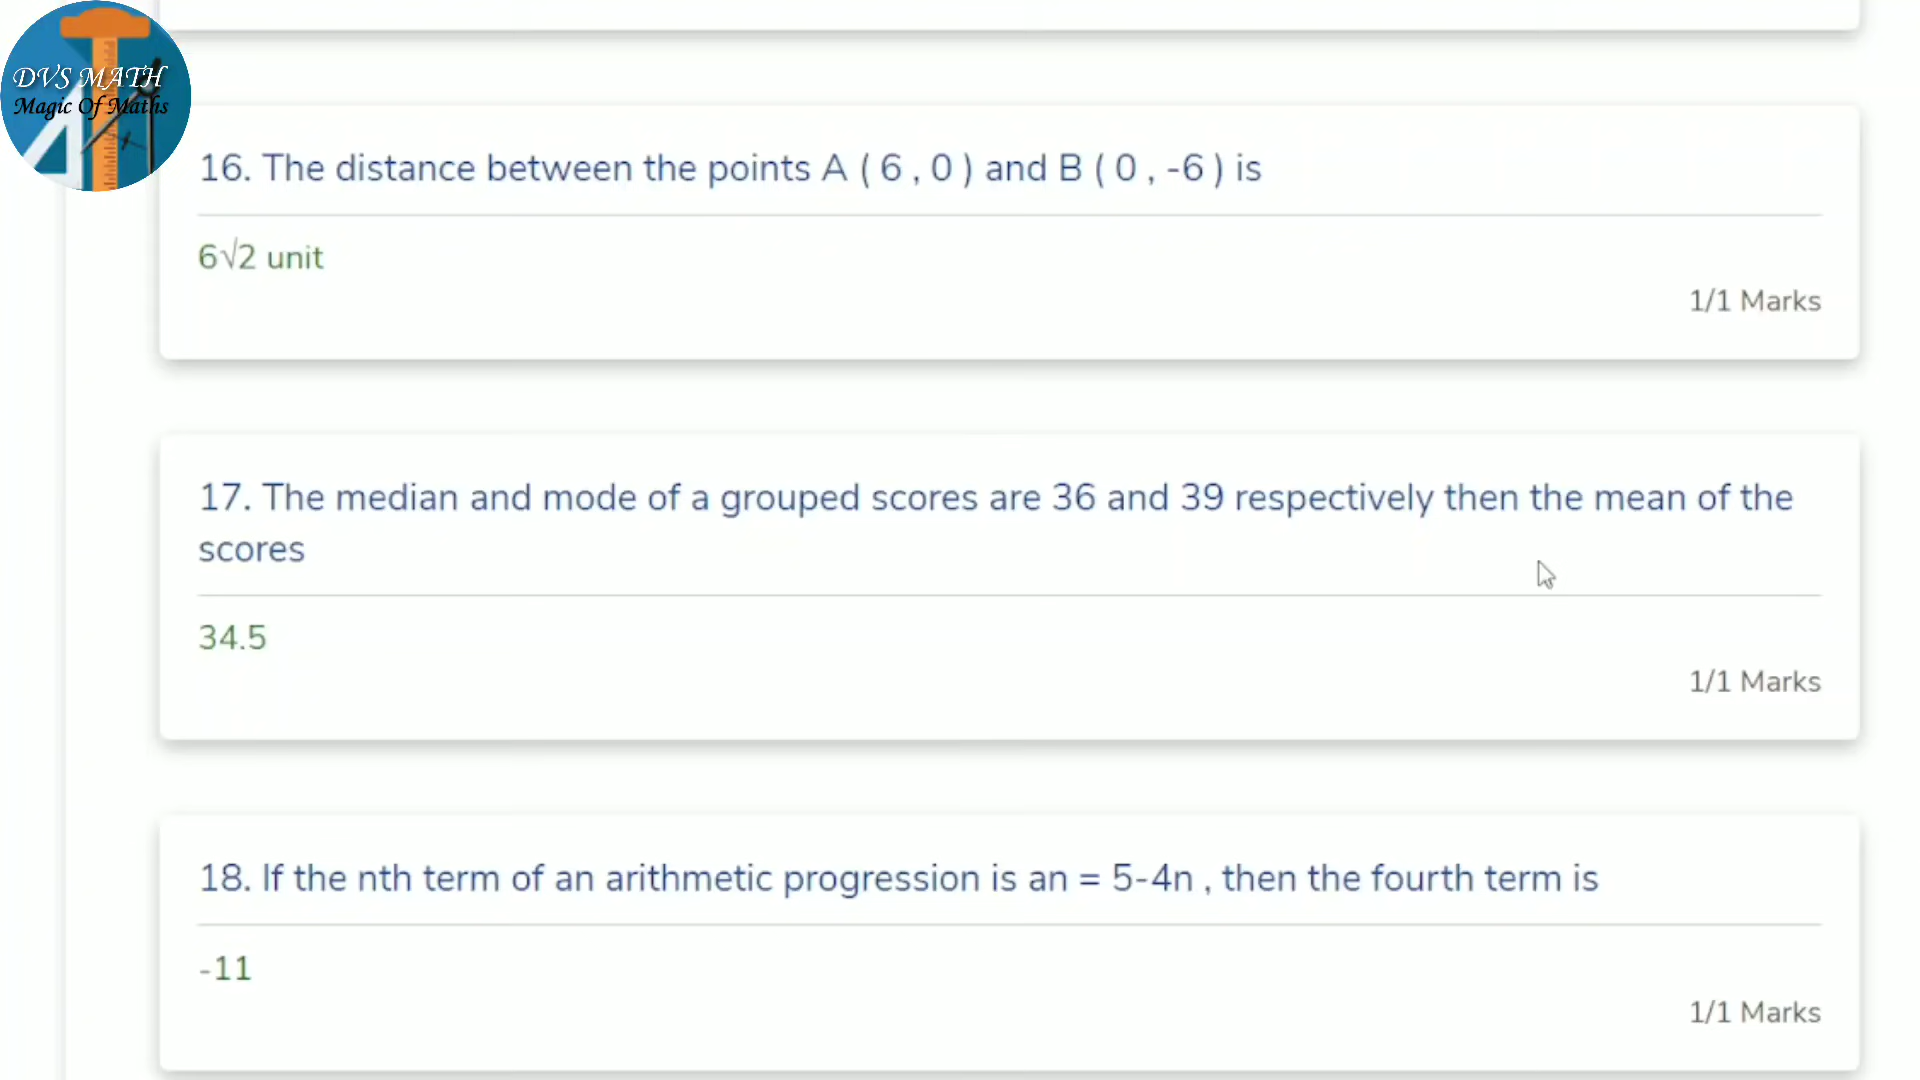 DVS MATH
Magic Of Maths
16. The distance between the points A ( 6 , 0 ) and B ( 0 , -6 ) is
6√2 unit
1/1 Marks
17. The median and mode of a grouped scores are 36 and 39 respectively then the mean of the
scores
34.5
1/1 Marks
18. If the nth term of an arithmetic progression is an = 5-4n , then the fourth term is
-11
1/1 Marks